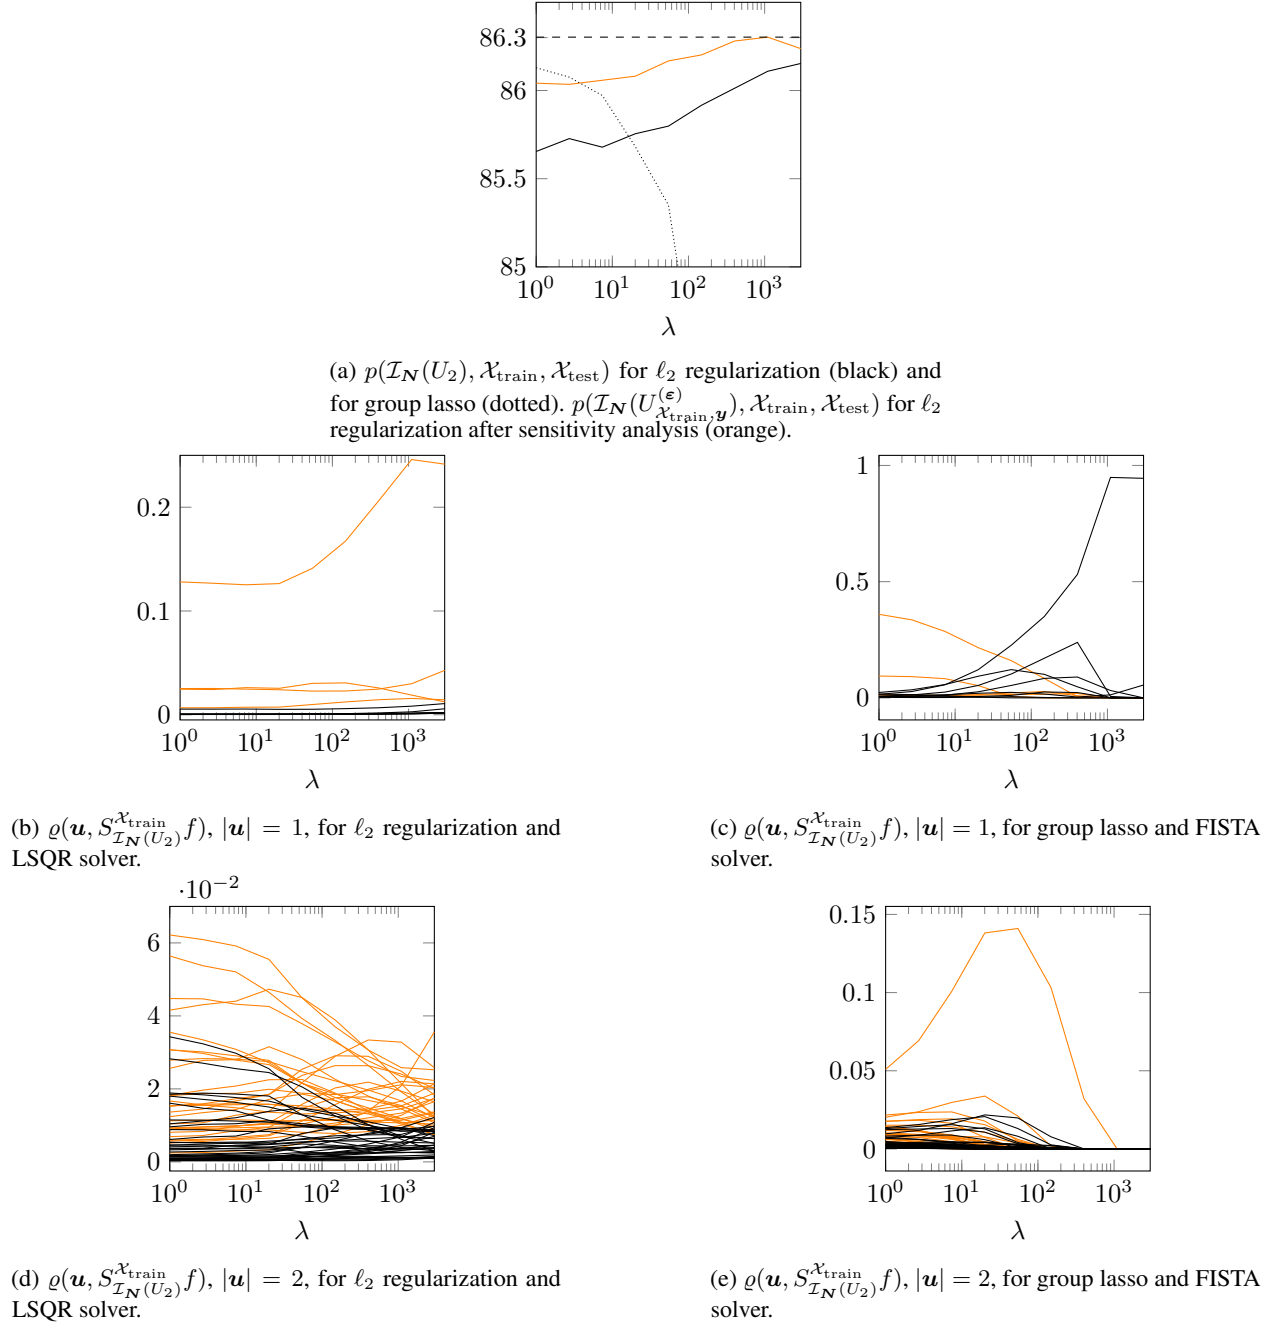 86.3
86
85.5
85
10^0 10^1 10^2 10^3
λ
(a) p(I_N(U_2), X_train, X_test) for ℓ_2 regularization (black) and
for group lasso (dotted). p(I_N(U^(ε)_{X_train,y}), X_train, X_test) for ℓ_2
regularization after sensitivity analysis (orange).
0.2
0.1
0
10^0 10^1 10^2 10^3
λ
(b) ϱ(u, S^{X_train}_{I_N(U_2)} f), |u| = 1, for ℓ_2 regularization and
LSQR solver.
1
0.5
0
10^0 10^1 10^2 10^3
λ
(c) ϱ(u, S^{X_train}_{I_N(U_2)} f), |u| = 1, for group lasso and FISTA
solver.
·10^−2
6
4
2
0
10^0 10^1 10^2 10^3
λ
(d) ϱ(u, S^{X_train}_{I_N(U_2)} f), |u| = 2, for ℓ_2 regularization and
LSQR solver.
0.15
0.1
0.05
0
10^0 10^1 10^2 10^3
λ
(e) ϱ(u, S^{X_train}_{I_N(U_2)} f), |u| = 2, for group lasso and FISTA
solver.